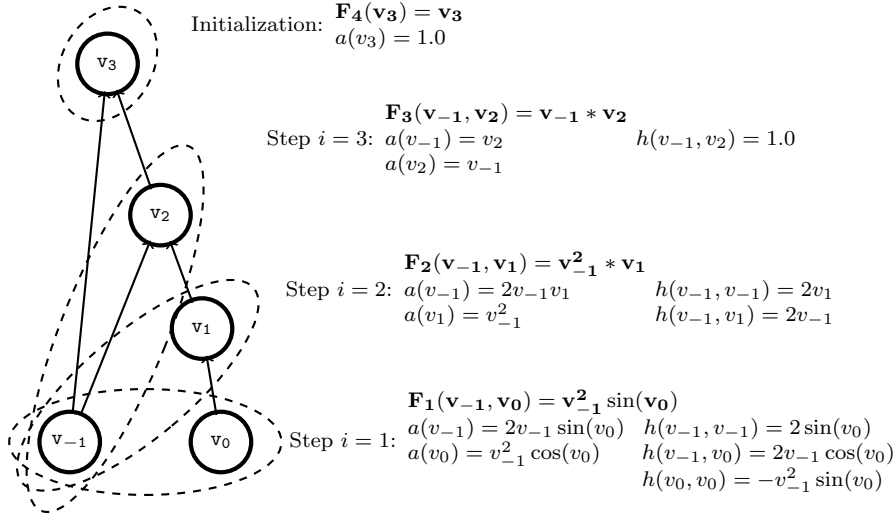 Initialization: F₄(v₃) = v₃
a(v₃) = 1.0
v₃
F₃(v₋₁, v₂) = v₋₁ ∗ v₂
Step i = 3: a(v₋₁) = v₂ h(v₋₁, v₂) = 1.0
a(v₂) = v₋₁
v₂
F₂(v₋₁, v₁) = v²₋₁ ∗ v₁
Step i = 2: a(v₋₁) = 2v₋₁v₁ h(v₋₁, v₋₁) = 2v₁
a(v₁) = v²₋₁ h(v₋₁, v₁) = 2v₋₁
v₁
F₁(v₋₁, v₀) = v²₋₁ sin(v₀)
Step i = 1: a(v₋₁) = 2v₋₁ sin(v₀) h(v₋₁, v₋₁) = 2 sin(v₀)
a(v₀) = v²₋₁ cos(v₀) h(v₋₁, v₀) = 2v₋₁ cos(v₀)
h(v₀, v₀) = −v²₋₁ sin(v₀)
v₋₁ v₀